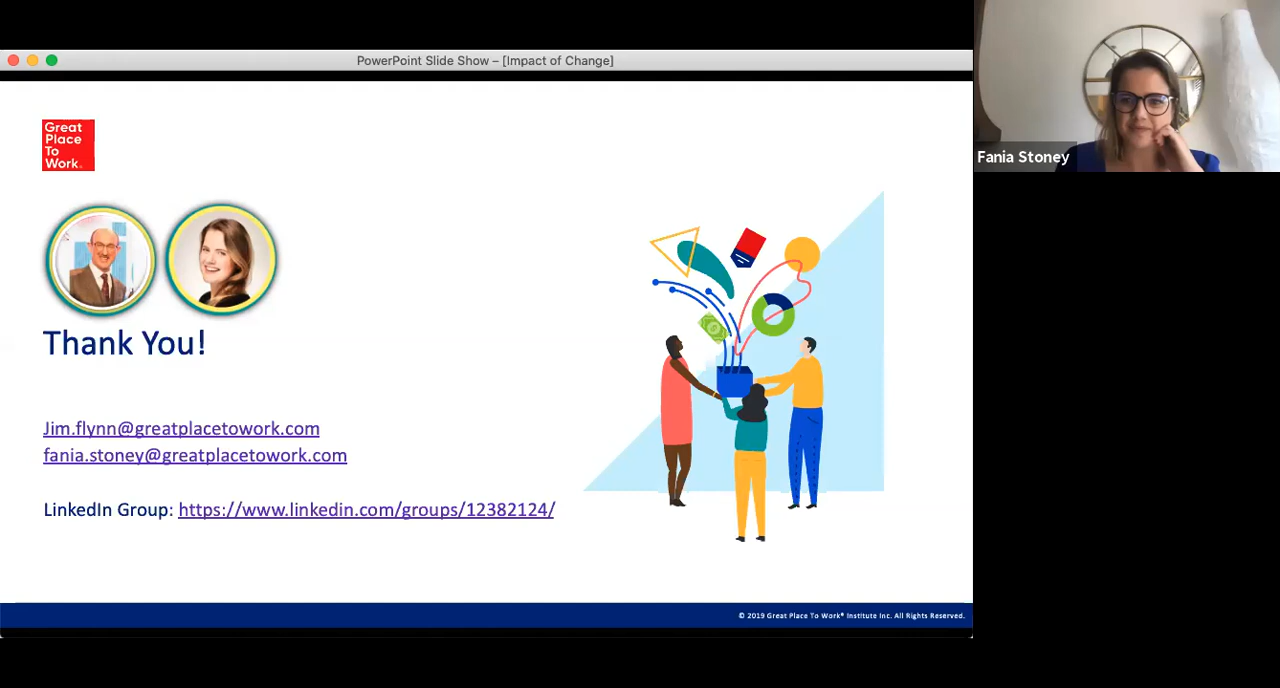 PowerPoint Slide Show – [Impact of Change]
Great
Place
To
Work.
Thank You!
Jim.flynn@greatplacetowork.com
fania.stoney@greatplacetowork.com
LinkedIn Group: https://www.linkedin.com/groups/12382124/
© 2019 Great Place To Work® Institute Inc. All Rights Reserved.
Fania Stoney